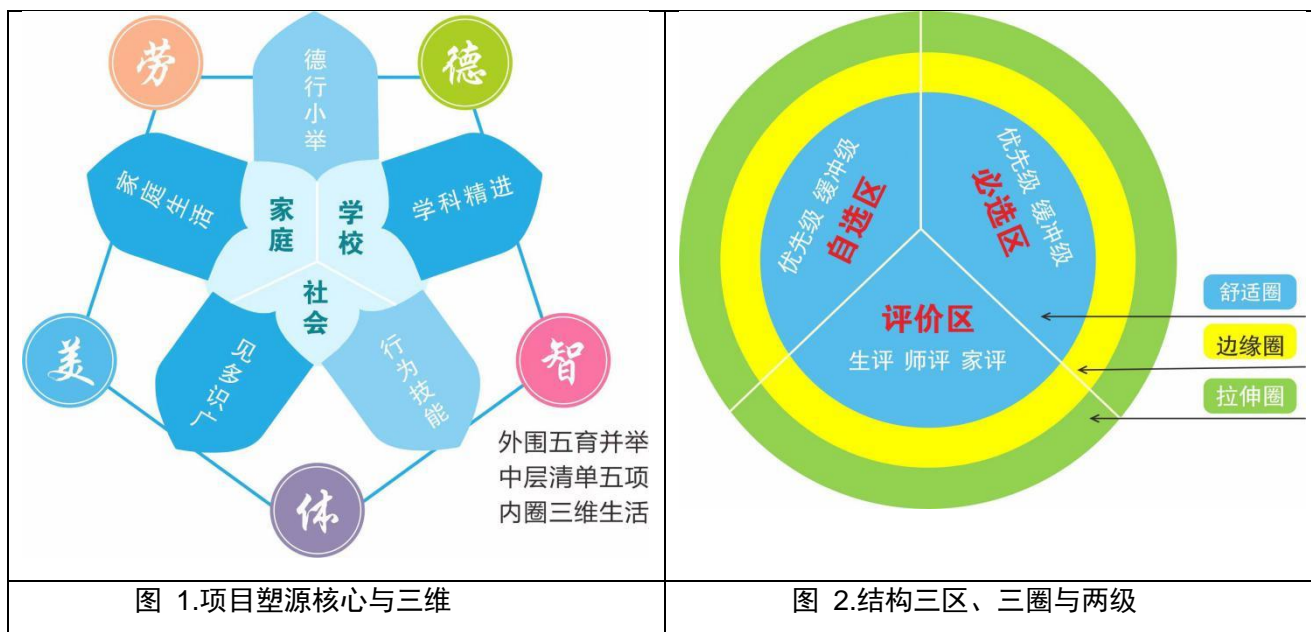 劳
德
德行小举
家庭生活
学科精进
家庭
学校
社会
美
智
见多识广
行为技能
体
外围五育并举
中层清单五项
内圈三维生活
图 1.项目塑源核心与三维
优先级 缓冲级
自选区
优先级 缓冲级
必选区
评价区
生评 师评 家评
舒适圈
边缘圈
拉伸圈
图 2.结构三区、三圈与两级